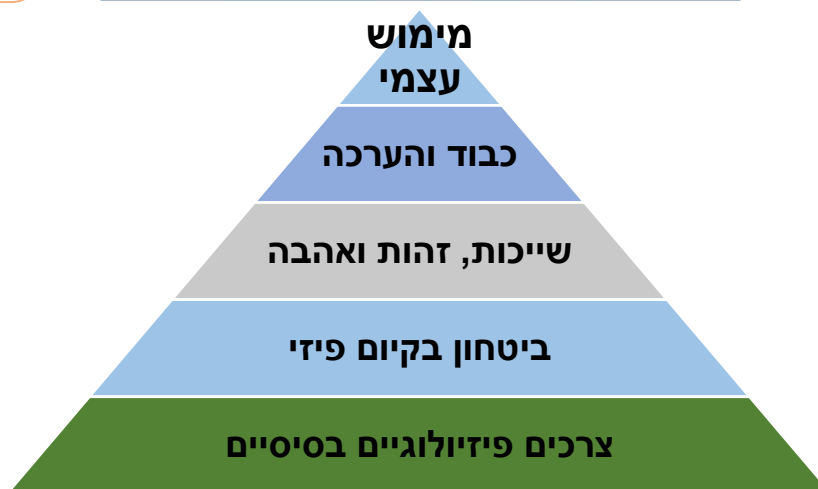 מימוש
עצמי
כבוד והערכה
שייכות, זהות ואהבה
ביטחון בקיום פיזי
צרכים פיזיולוגיים בסיסיים